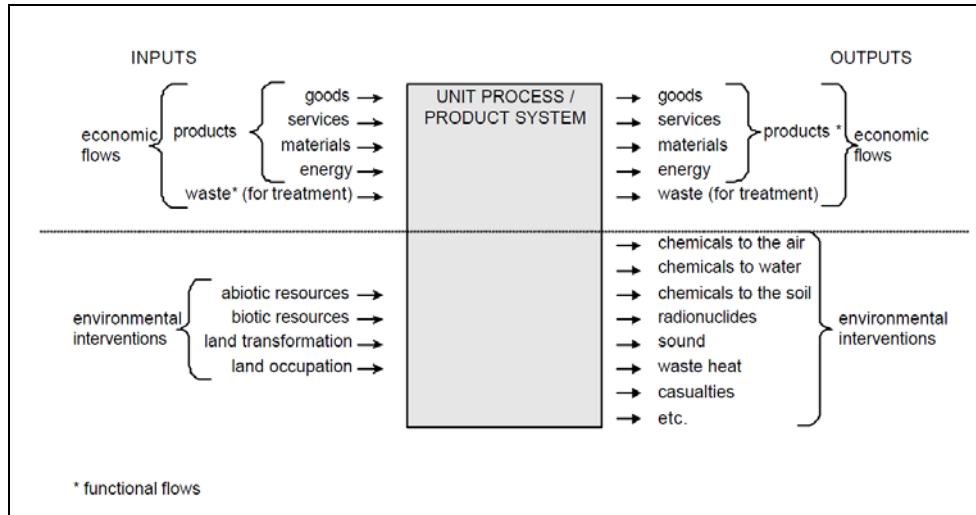 INPUTS
OUTPUTS
UNIT PROCESS /
PRODUCT SYSTEM
economic
flows
products
goods
services
materials
energy
waste* (for treatment)
goods
services
materials
energy
waste (for treatment)
products *
economic
flows
environmental
interventions
abiotic resources
biotic resources
land transformation
land occupation
chemicals to the air
chemicals to water
chemicals to the soil
radionuclides
sound
waste heat
casualties
etc.
environmental
interventions
* functional flows